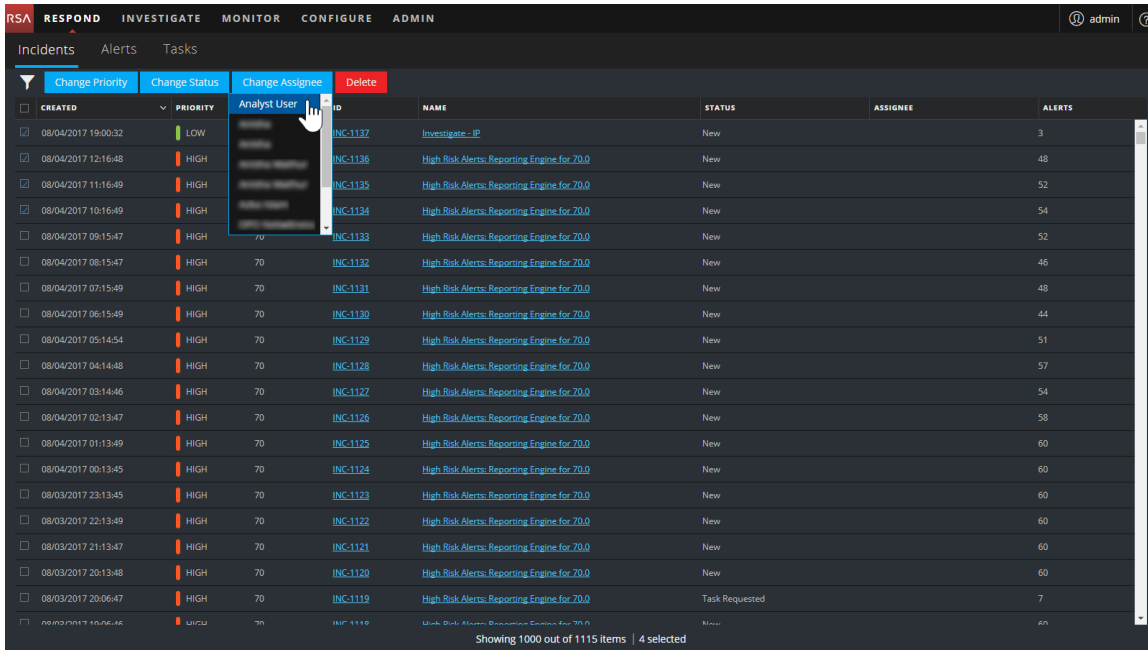 RSA RESPOND INVESTIGATE MONITOR CONFIGURE ADMIN admin
Incidents Alerts Tasks
Change Priority Change Status Change Assignee Delete
CREATED PRIORITY ID NAME STATUS ASSIGNEE ALERTS
Analyst User
08/04/2017 19:00:32 LOW INC-1137 Investigate - IP New 3
08/04/2017 12:16:48 HIGH INC-1136 High Risk Alerts: Reporting Engine for 70.0 New 48
08/04/2017 11:16:49 HIGH INC-1135 High Risk Alerts: Reporting Engine for 70.0 New 52
08/04/2017 10:16:49 HIGH INC-1134 High Risk Alerts: Reporting Engine for 70.0 New 54
08/04/2017 09:15:47 HIGH 70 INC-1133 High Risk Alerts: Reporting Engine for 70.0 New 52
08/04/2017 08:15:47 HIGH 70 INC-1132 High Risk Alerts: Reporting Engine for 70.0 New 46
08/04/2017 07:15:49 HIGH 70 INC-1131 High Risk Alerts: Reporting Engine for 70.0 New 48
08/04/2017 06:15:49 HIGH 70 INC-1130 High Risk Alerts: Reporting Engine for 70.0 New 44
08/04/2017 05:14:54 HIGH 70 INC-1129 High Risk Alerts: Reporting Engine for 70.0 New 51
08/04/2017 04:14:48 HIGH 70 INC-1128 High Risk Alerts: Reporting Engine for 70.0 New 57
08/04/2017 03:14:46 HIGH 70 INC-1127 High Risk Alerts: Reporting Engine for 70.0 New 54
08/04/2017 02:13:47 HIGH 70 INC-1126 High Risk Alerts: Reporting Engine for 70.0 New 58
08/04/2017 01:13:49 HIGH 70 INC-1125 High Risk Alerts: Reporting Engine for 70.0 New 60
08/04/2017 00:13:45 HIGH 70 INC-1124 High Risk Alerts: Reporting Engine for 70.0 New 60
08/03/2017 23:13:45 HIGH 70 INC-1123 High Risk Alerts: Reporting Engine for 70.0 New 60
08/03/2017 22:13:49 HIGH 70 INC-1122 High Risk Alerts: Reporting Engine for 70.0 New 60
08/03/2017 21:13:47 HIGH 70 INC-1121 High Risk Alerts: Reporting Engine for 70.0 New 60
08/03/2017 20:13:48 HIGH 70 INC-1120 High Risk Alerts: Reporting Engine for 70.0 New 60
08/03/2017 20:06:47 HIGH 70 INC-1119 High Risk Alerts: Reporting Engine for 70.0 Task Requested 7
08/03/2017 19:06:46 HIGH 70 INC-1118 High Risk Alerts: Reporting Engine for 70.0 New 60
Showing 1000 out of 1115 items | 4 selected